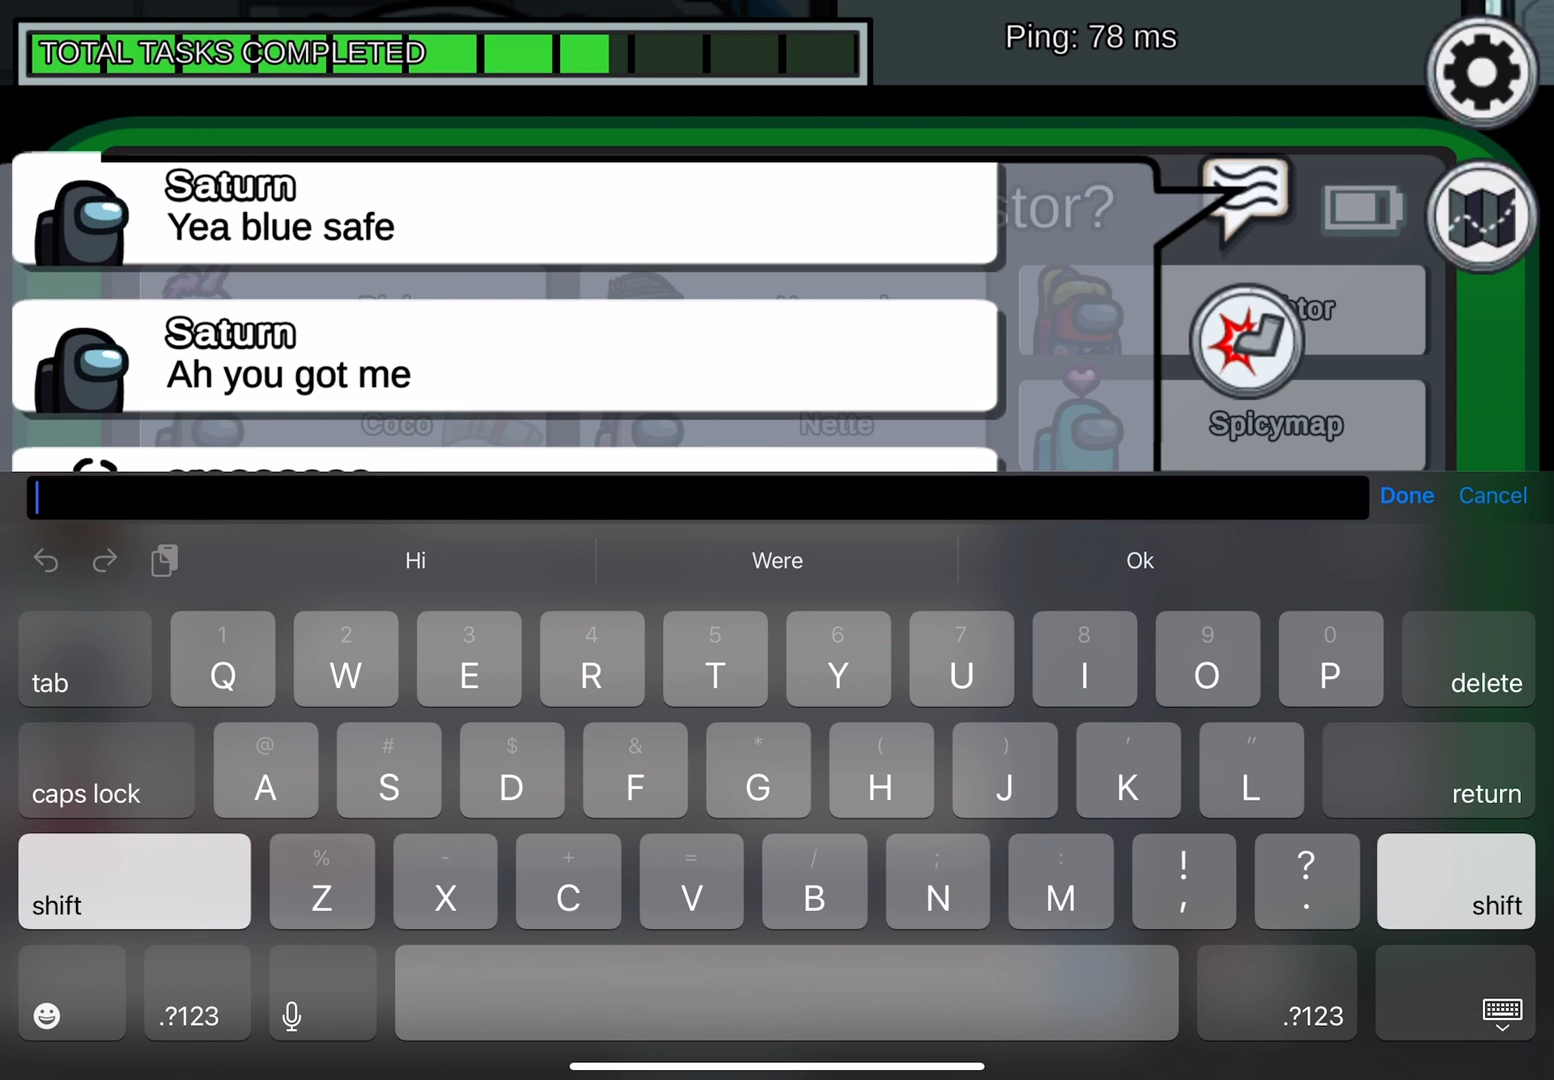 TOTAL TASKS COMPLETED
Ping: 78 ms
Saturn
Yea blue safe
stor?
Saturn
Ah you got me
tor
Coco
Nette
Spicymap
Done
Cancel
Hi
Were
Ok
1 2 3 4 5 6 7 8 9 0
tab Q W E R T Y U I O P delete
@ # $ & * ( ) ' "
caps lock A S D F G H J K L return
% - + = / ; : ! ?
shift Z X C V B N M , . shift
.?123
.?123